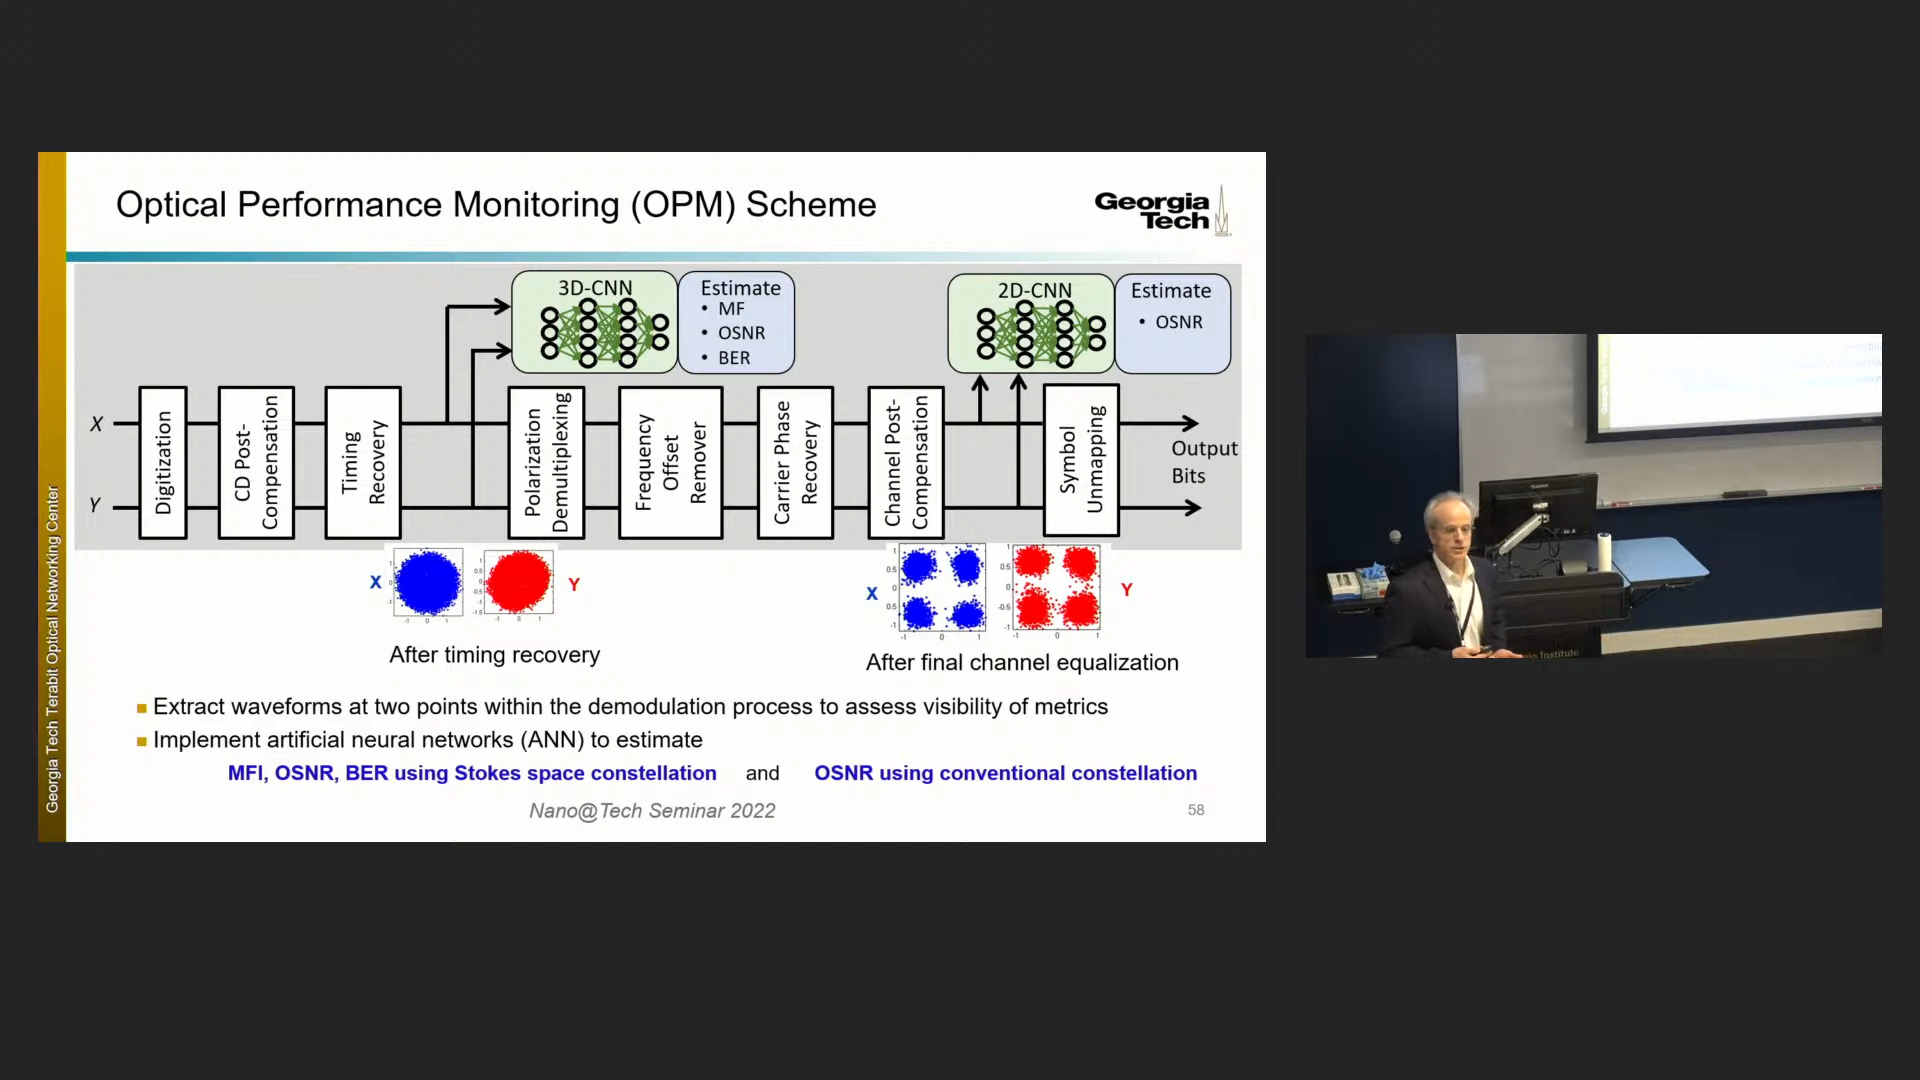 Optical Performance Monitoring (OPM) Scheme
Georgia
Tech
3D-CNN
Estimate
• MF
• OSNR
• BER
2D-CNN
Estimate
• OSNR
X
Y
Digitization
CD Post-
Compensation
Timing
Recovery
Polarization
Demultiplexing
Frequency
Offset
Remover
Carrier Phase
Recovery
Channel Post-
Compensation
Symbol
Unmapping
Output
Bits
X
Y
After timing recovery
X
Y
After final channel equalization
Extract waveforms at two points within the demodulation process to assess visibility of metrics
Implement artificial neural networks (ANN) to estimate
MFI, OSNR, BER using Stokes space constellation and OSNR using conventional constellation
Nano@Tech Seminar 2022
58
Georgia Tech Terabit Optical Networking Center
Institute